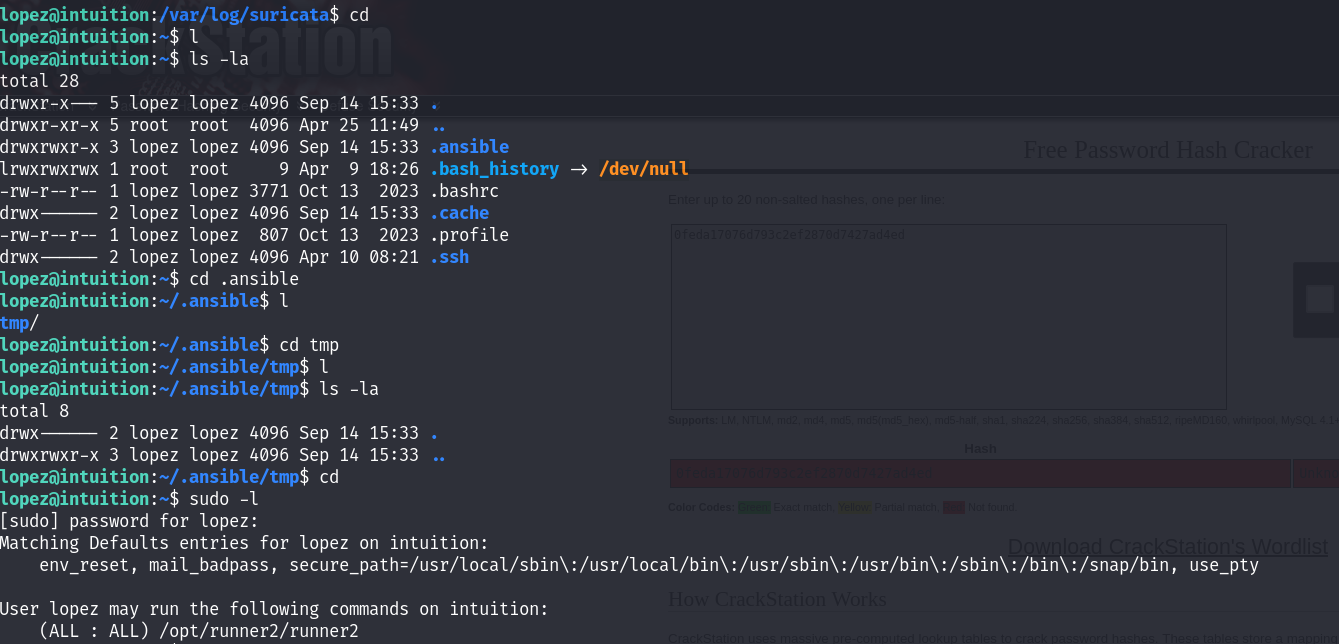 lopez@intuition:/var/log/suricata$ cd
lopez@intuition:~$ l
lopez@intuition:~$ ls -la
total 28
drwxr-x--- 5 lopez lopez 4096 Sep 14 15:33 .
drwxr-xr-x 5 root  root  4096 Apr 25 11:49 ..
drwxrwxr-x 3 lopez lopez 4096 Sep 14 15:33 .ansible
lrwxrwxrwx 1 root  root     9 Apr  9 18:26 .bash_history -> /dev/null
-rw-r--r-- 1 lopez lopez 3771 Oct 13  2023 .bashrc
drwx------ 2 lopez lopez 4096 Sep 14 15:33 .cache
-rw-r--r-- 1 lopez lopez  807 Oct 13  2023 .profile
drwx------ 2 lopez lopez 4096 Apr 10 08:21 .ssh
lopez@intuition:~$ cd .ansible
lopez@intuition:~/.ansible$ l
tmp/
lopez@intuition:~/.ansible$ cd tmp
lopez@intuition:~/.ansible/tmp$ l
lopez@intuition:~/.ansible/tmp$ ls -la
total 8
drwx------ 2 lopez lopez 4096 Sep 14 15:33 .
drwxrwxr-x 3 lopez lopez 4096 Sep 14 15:33 ..
lopez@intuition:~/.ansible/tmp$ cd
lopez@intuition:~$ sudo -l
[sudo] password for lopez:
Matching Defaults entries for lopez on intuition:
    env_reset, mail_badpass, secure_path=/usr/local/sbin\:/usr/local/bin\:/usr/sbin\:/usr/bin\:/sbin\:/bin\:/snap/bin, use_pty
User lopez may run the following commands on intuition:
    (ALL : ALL) /opt/runner2/runner2
Free Password Hash Cracker
Enter up to 20 non-salted hashes, one per line:
Supports: LM, NTLM, md2, md4, md5, md5(md5_hex), md5-half, sha1, sha224, sha256, sha384, sha512, ripeMD160, whirlpool, MySQL 4.1+
Hash
Color Codes: Green: Exact match, Yellow: Partial match, Not found.
Download CrackStation's Wordlist
How CrackStation Works
CrackStation uses massive pre-computed lookup tables to crack password hashes. These tables store a mapping